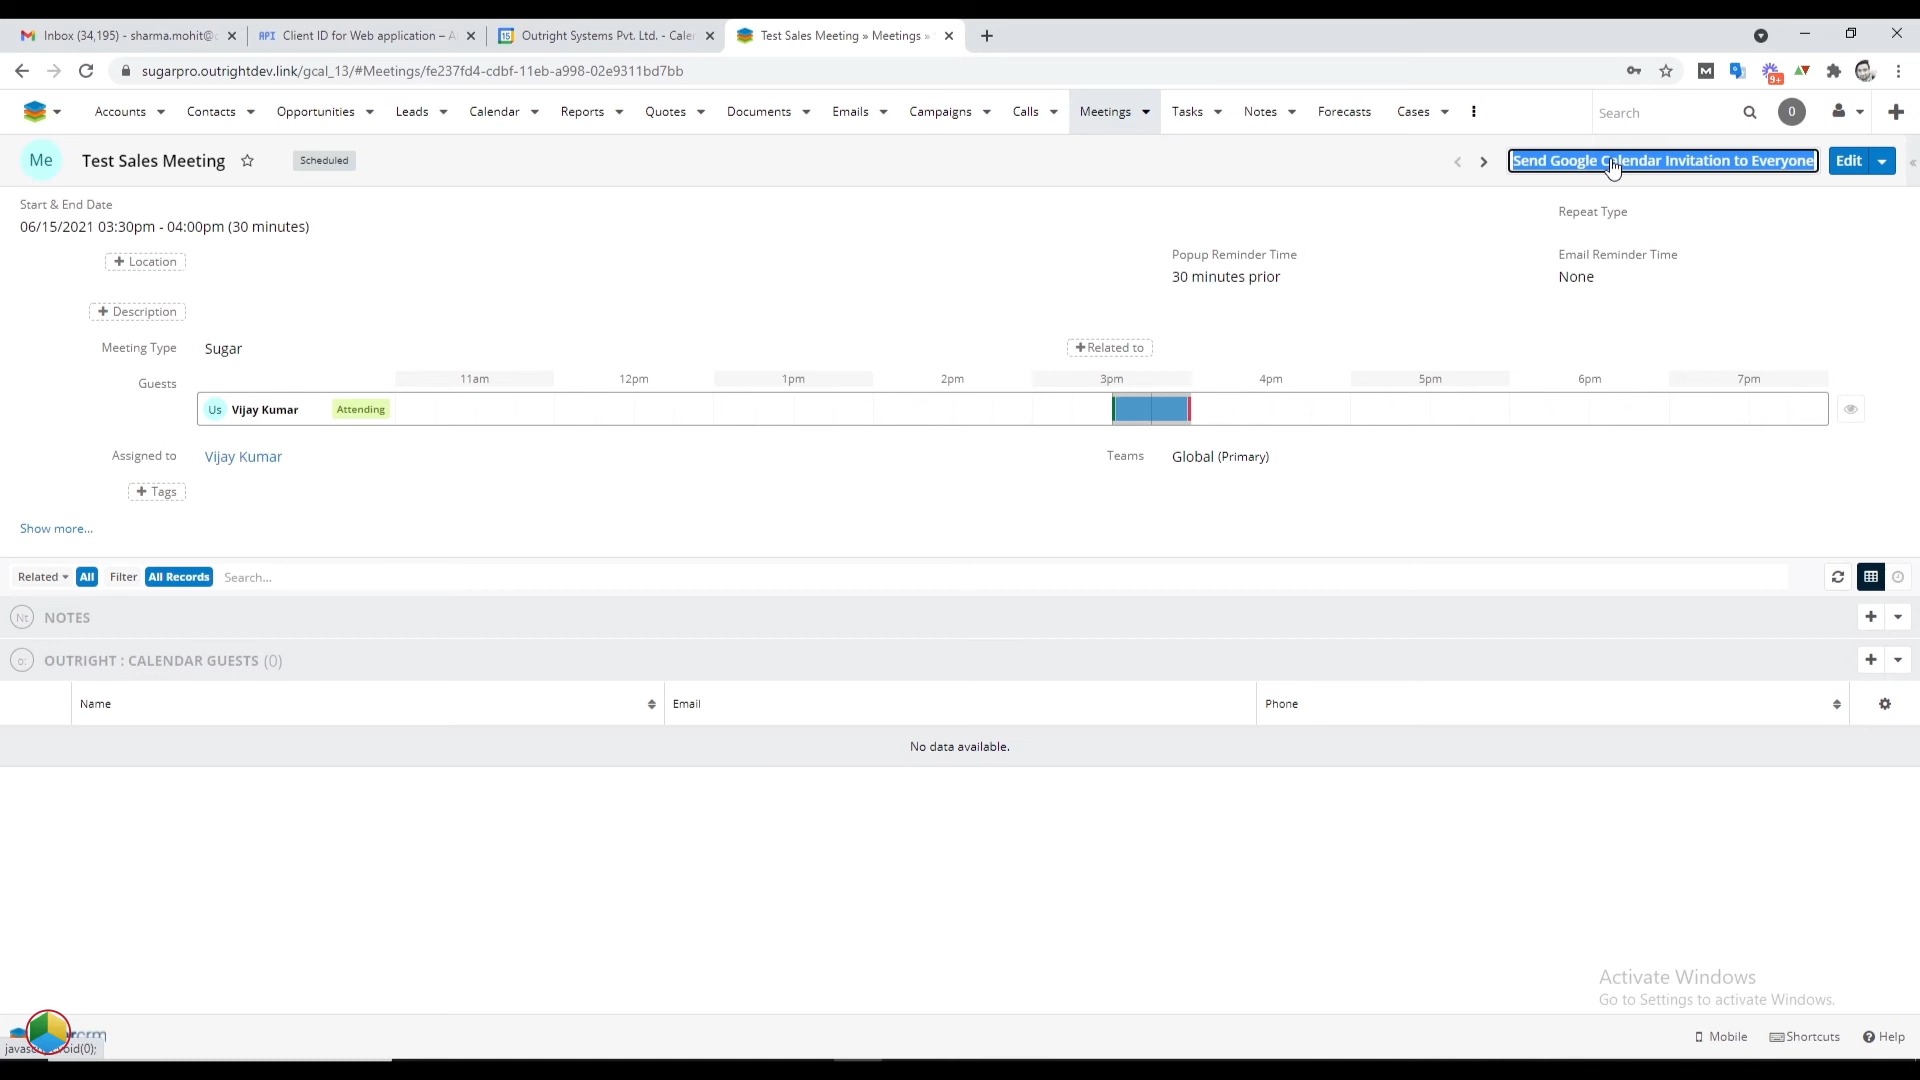 Inbox (34,195) - sharma.mohit@
Client ID for Web application – A
Outright Systems Pvt. Ltd. - Caler
Test Sales Meeting » Meetings »
sugarpro.outrightdev.link/gcal_13/#Meetings/fe237fd4-cdbf-11eb-a998-02e9311bd7bb
9+
Accounts Contacts Opportunities Leads Calendar Reports Quotes Documents Emails Campaigns Calls Meetings Tasks Notes Forecasts Cases Search 0
Me Test Sales Meeting Scheduled Send Google Calendar Invitation to Everyone Edit
Start & End Date
06/15/2021 03:30pm - 04:00pm (30 minutes)
Repeat Type
Location
Popup Reminder Time
30 minutes prior
Email Reminder Time
None
Description
Meeting Type Sugar
Related to
Guests 11am 12pm 1pm 2pm 3pm 4pm 5pm 6pm 7pm
Us Vijay Kumar Attending
Assigned to Vijay Kumar
Teams Global (Primary)
Tags
Show more...
Related All Filter All Records Search...
Nt NOTES
o: OUTRIGHT : CALENDAR GUESTS (0)
Name Email Phone
No data available.
Activate Windows
Go to Settings to activate Windows.
Mobile Shortcuts Help